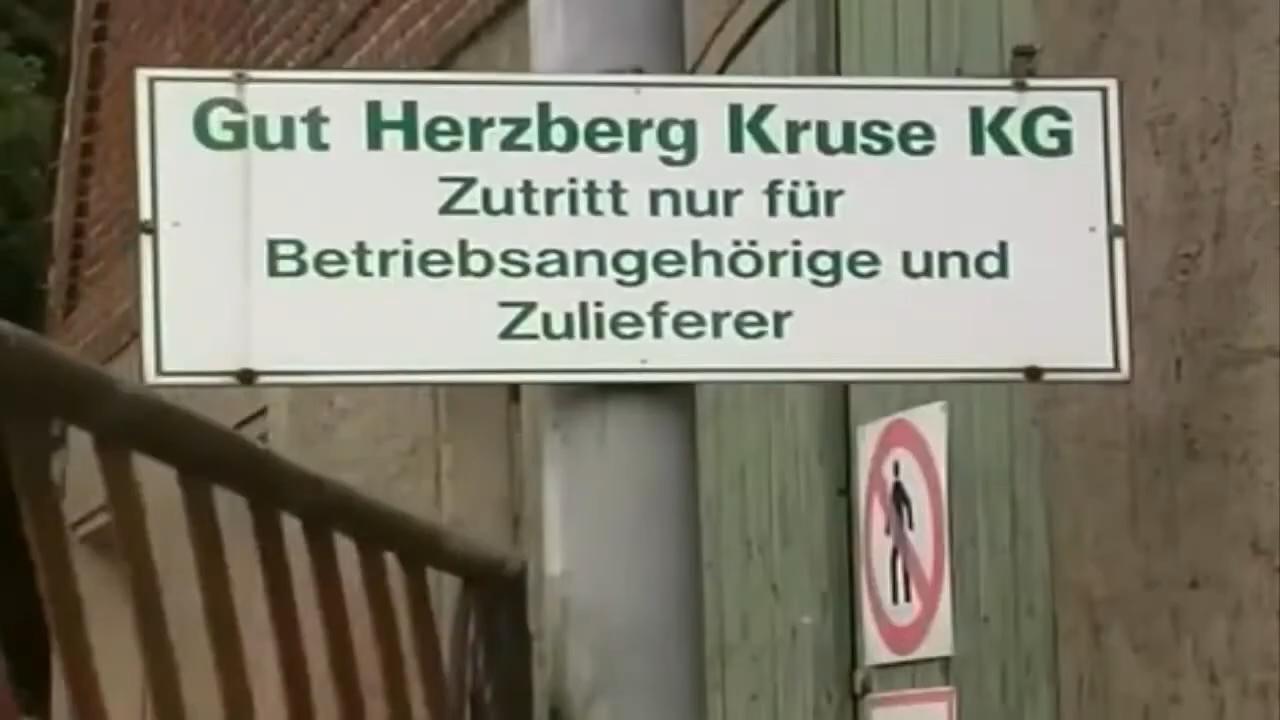 Gut Herzberg Kruse KG
Zutritt nur für
Betriebsangehörige und
Zulieferer